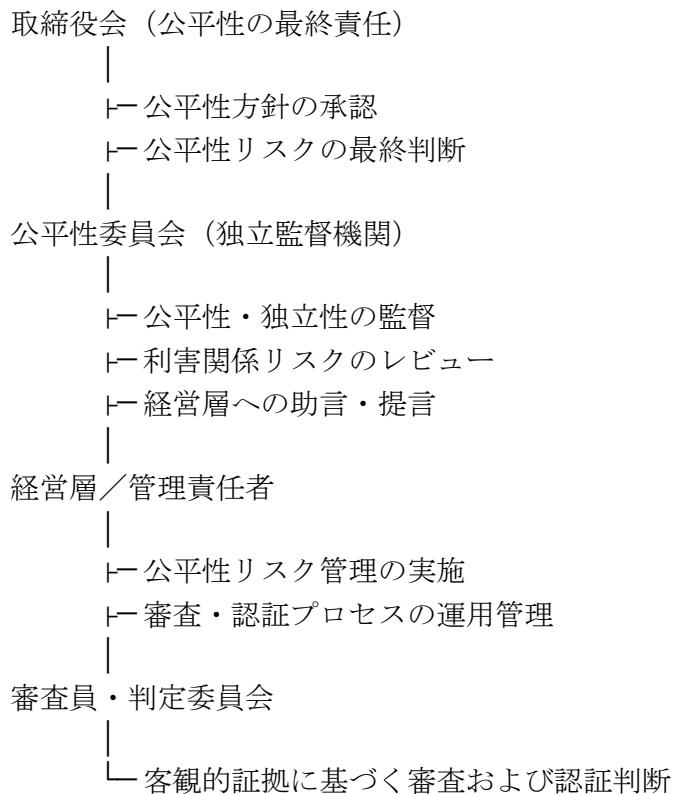 取締役会（公平性の最終責任）
公平性方針の承認
公平性リスクの最終判断
公平性委員会（独立監督機関）
公平性・独立性の監督
利害関係リスクのレビュー
経営層への助言・提言
経営層／管理責任者
公平性リスク管理の実施
審査・認証プロセスの運用管理
審査員・判定委員会
客観的証拠に基づく審査および認証判断